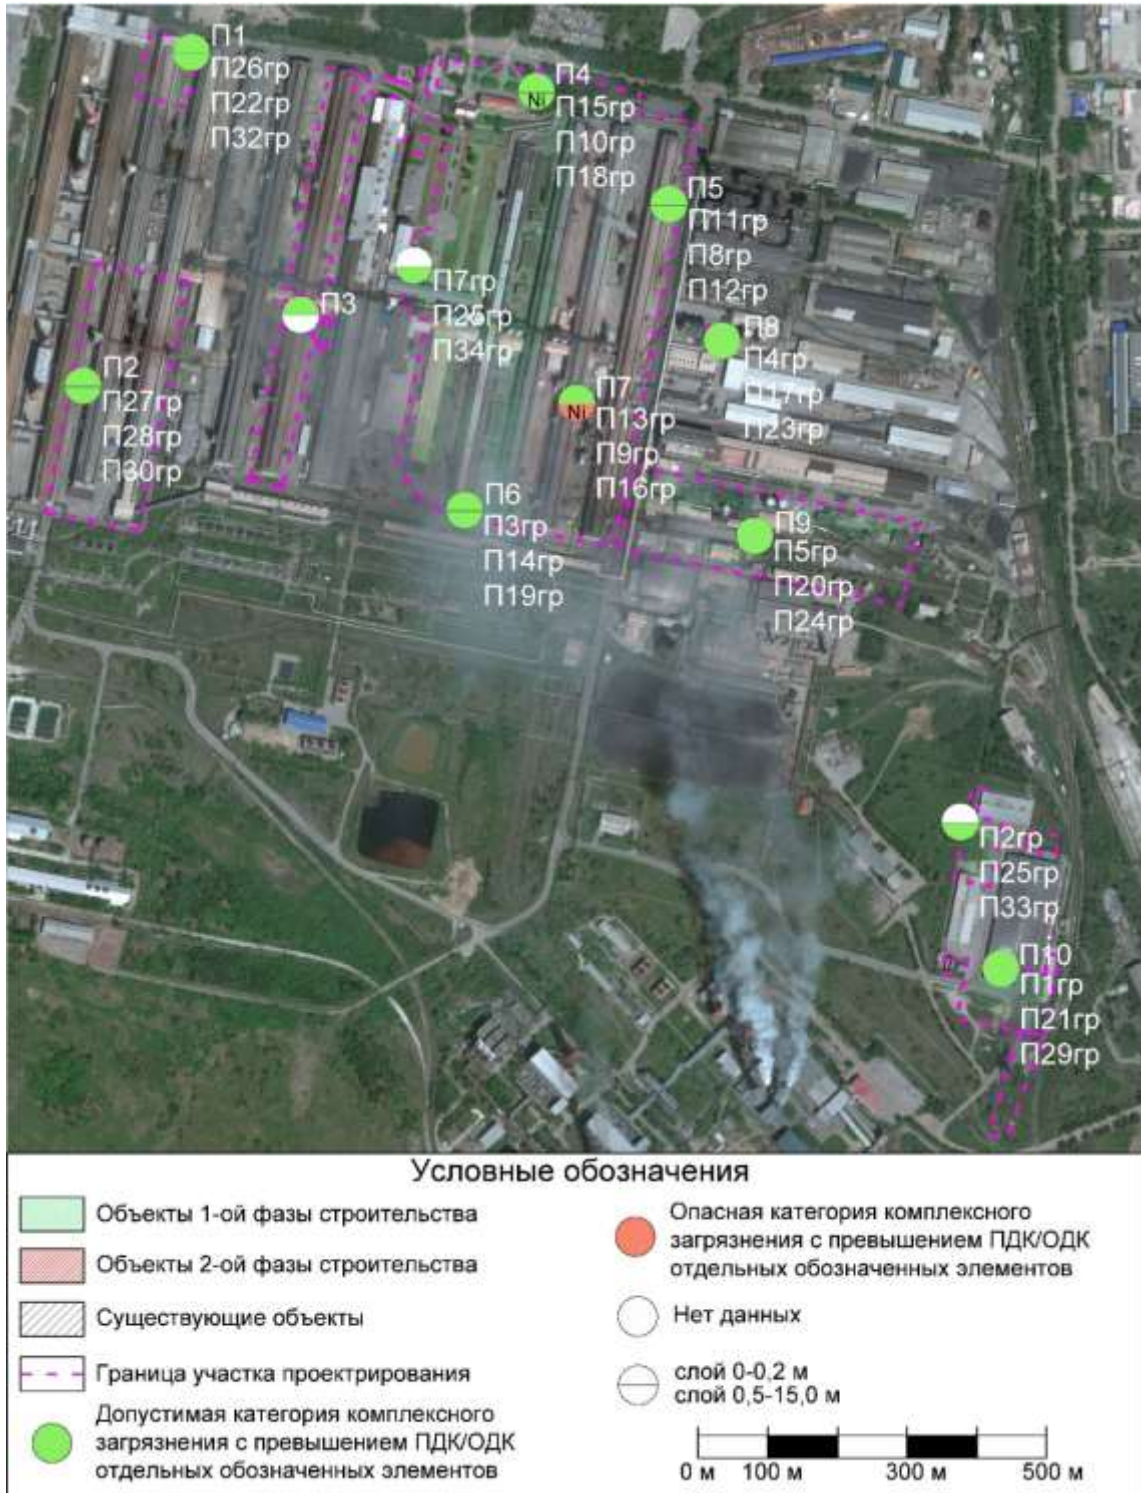 П1
П26гр
П22гр
П32гр
П4
Ni
П15гр
П10гр
П18гр
П5
П11гр
П8гр
П12гр
П7гр
П25гр
П34гр
П3
П8
П4гр
П17гр
П23гр
П2
П27гр
П28гр
П30гр
П7
Ni
П13гр
П9гр
П16гр
П6
П3гр
П14гр
П19гр
П9
П5гр
П20гр
П24гр
П2гр
П25гр
П33гр
П10
П1гр
П21гр
П29гр
Условные обозначения
Объекты 1-ой фазы строительства
Объекты 2-ой фазы строительства
Существующие объекты
Граница участка проектрирования
Допустимая категория комплексного
загрязнения с превышением ПДК/ОДК
отдельных обозначенных элементов
Опасная категория комплексного
загрязнения с превышением ПДК/ОДК
отдельных обозначенных элементов
Нет данных
слой 0-0,2 м
слой 0,5-15,0 м
0 м 100 м 300 м 500 м